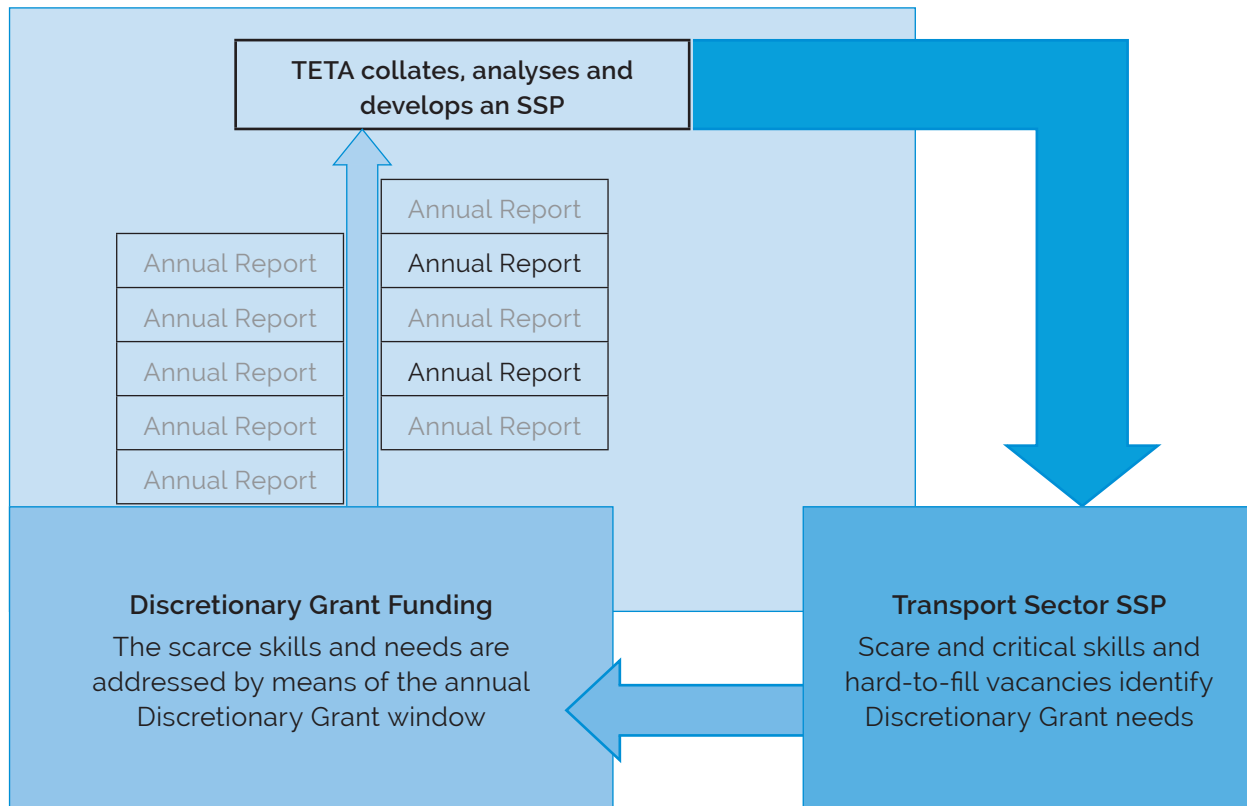 TETA collates, analyses and
develops an SSP
Annual Report
Annual Report
Annual Report
Annual Report
Annual Report
Annual Report
Annual Report
Annual Report
Annual Report
Annual Report
Discretionary Grant Funding
The scarce skills and needs are
addressed by means of the annual
Discretionary Grant window
Transport Sector SSP
Scare and critical skills and
hard-to-fill vacancies identify
Discretionary Grant needs